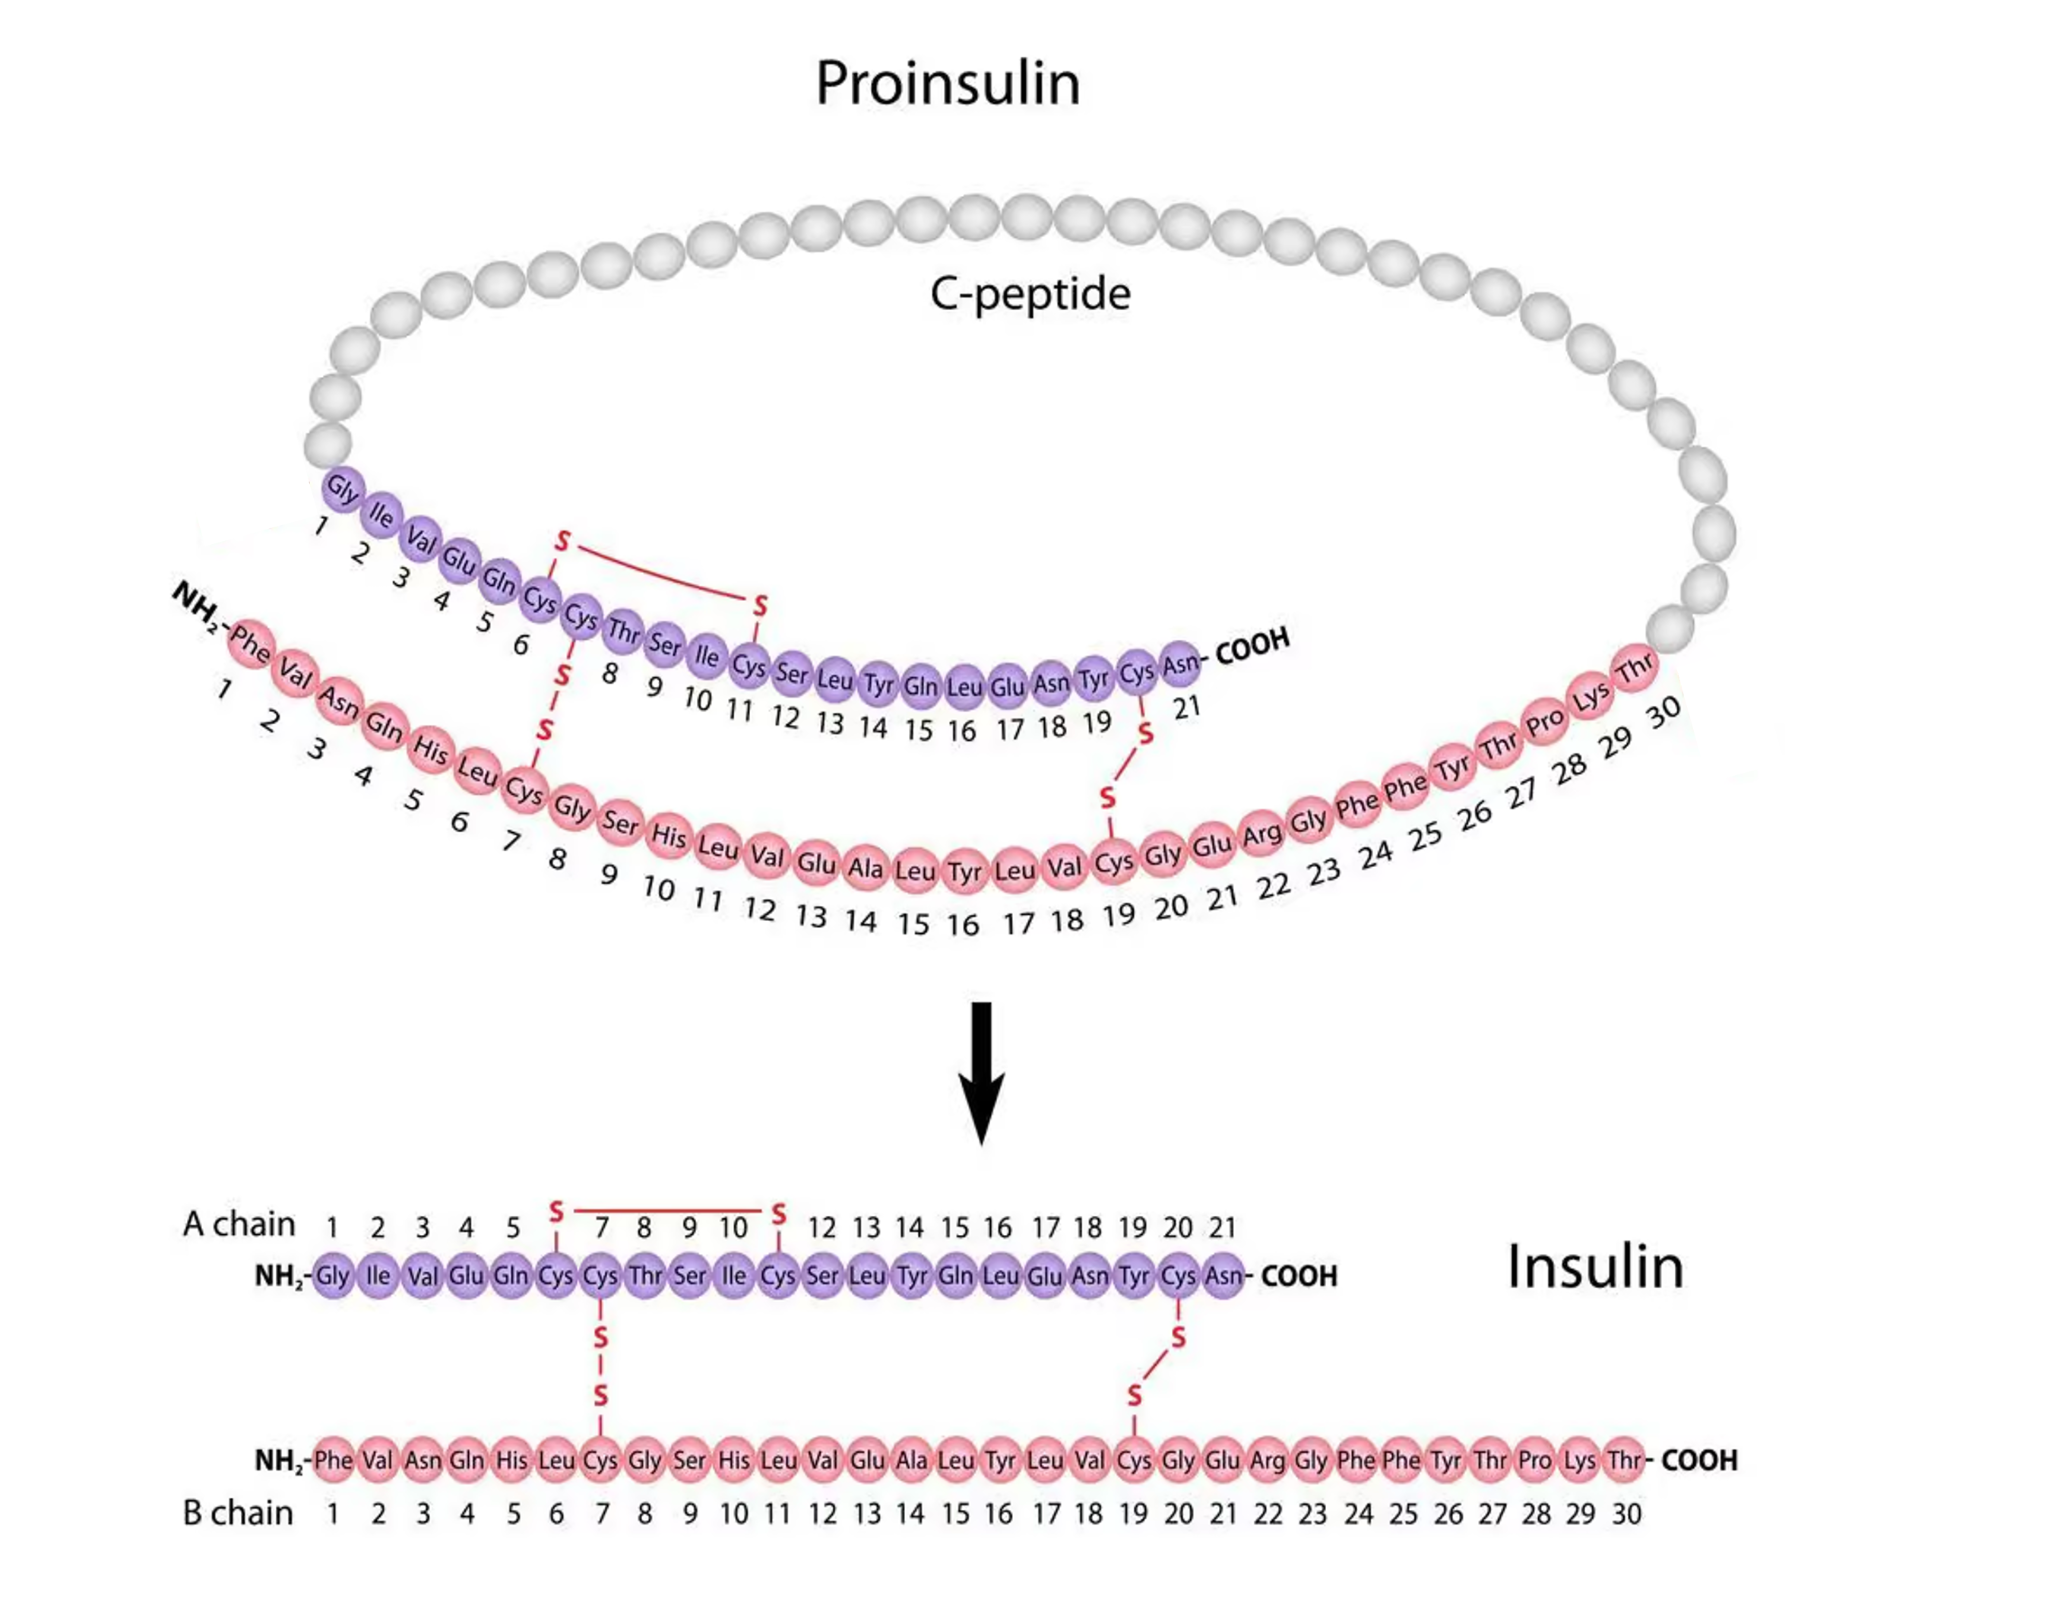 Proinsulin
C-peptide
Gly Ile Val Glu Gln Cys Cys Thr Ser Ile Cys Ser Leu Tyr Gln Leu Glu Asn Tyr Cys Asn- COOH
1 2 3 4 5 6 8 9 10 11 12 13 14 15 16 17 18 19 21
S S
S
S
S
S
NH₂- Phe Val Asn Gln His Leu Cys Gly Ser His Leu Val Glu Ala Leu Tyr Leu Val Cys Gly Glu Arg Gly Phe Phe Tyr Thr Pro Lys Thr
1 2 3 4 5 6 7 8 9 10 11 12 13 14 15 16 17 18 19 20 21 22 23 24 25 26 27 28 29 30
A chain 1 2 3 4 5 S 7 8 9 10 S 12 13 14 15 16 17 18 19 20 21
NH₂- Gly Ile Val Glu Gln Cys Cys Thr Ser Ile Cys Ser Leu Tyr Gln Leu Glu Asn Tyr Cys Asn- COOH
Insulin
S S
S S
NH₂- Phe Val Asn Gln His Leu Cys Gly Ser His Leu Val Glu Ala Leu Tyr Leu Val Cys Gly Glu Arg Gly Phe Phe Tyr Thr Pro Lys Thr- COOH
B chain 1 2 3 4 5 6 7 8 9 10 11 12 13 14 15 16 17 18 19 20 21 22 23 24 25 26 27 28 29 30